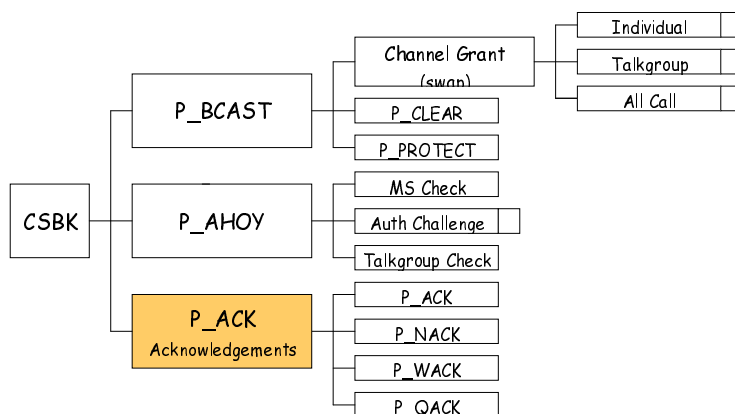 CSBK
P_BCAST
Channel Grant
(swap)
Individual
Talkgroup
All Call
P_CLEAR
P_PROTECT
P_AHOY
MS Check
Auth Challenge
Talkgroup Check
P_ACK
Acknowledgements
P_ACK
P_NACK
P_WACK
P_QACK